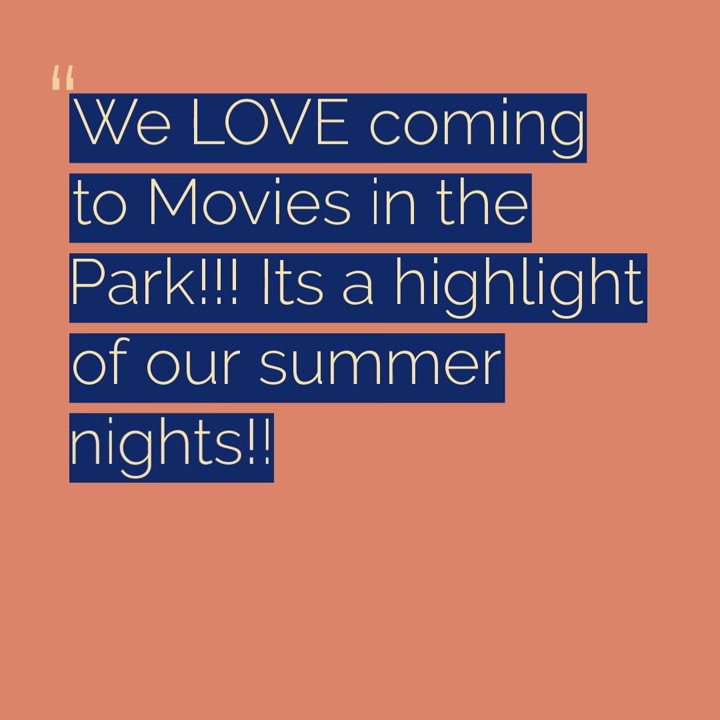 “
We LOVE coming
to Movies in the
Park!!! Its a highlight
of our summer
nights!!